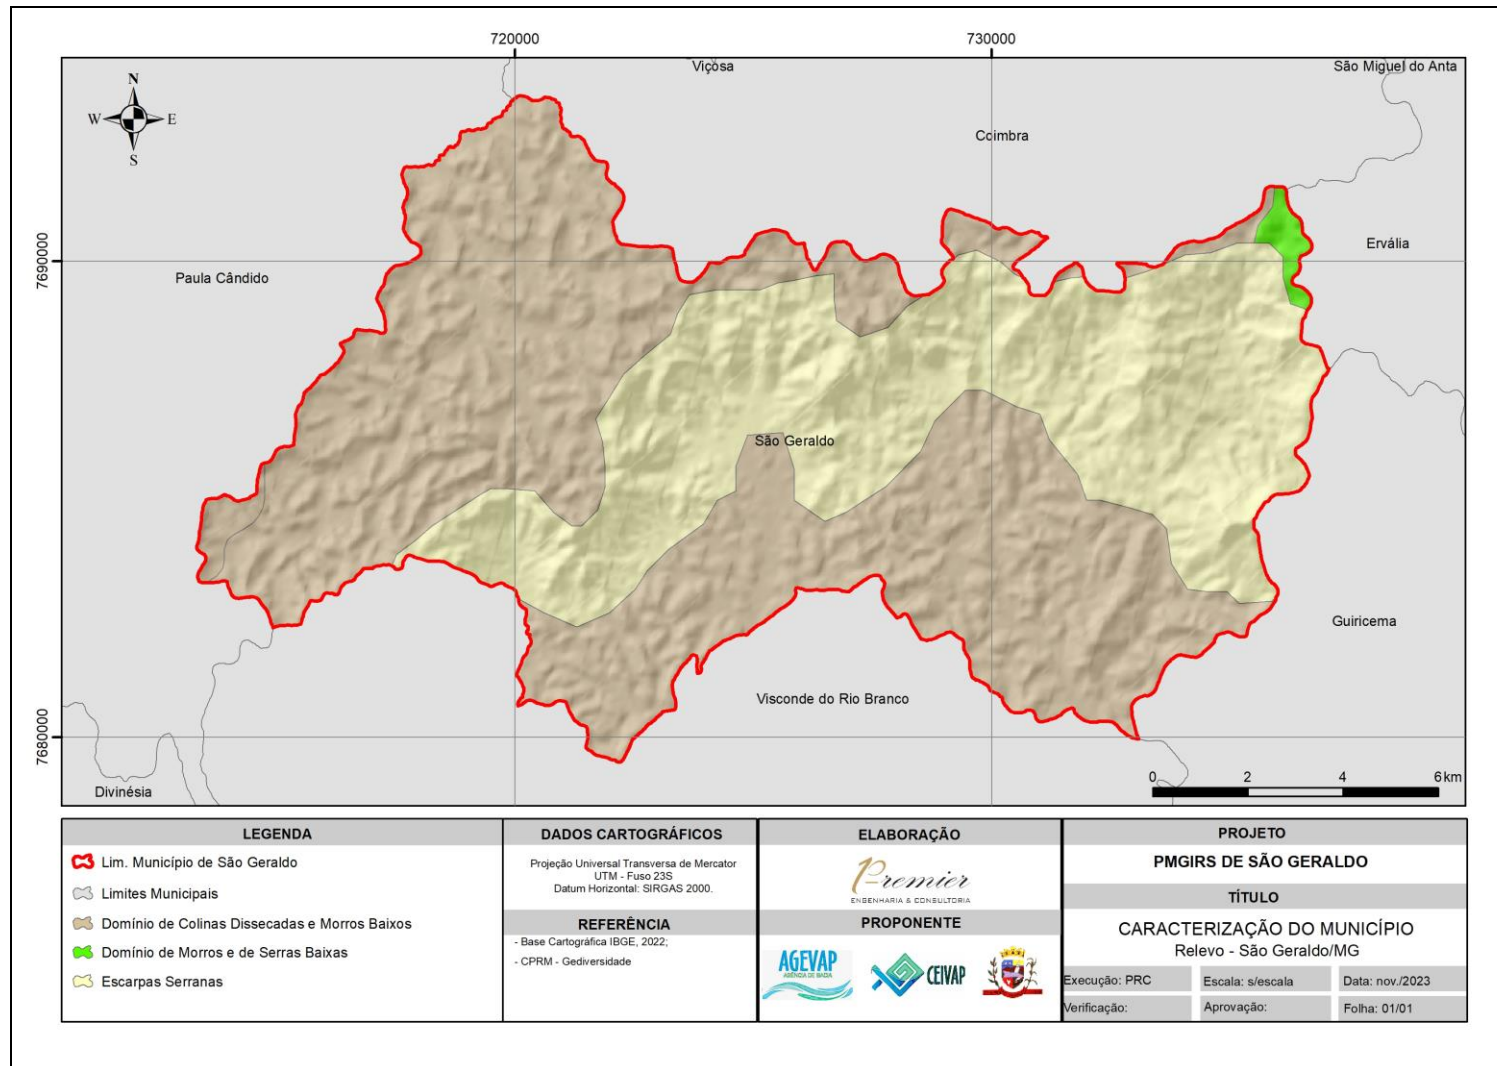 720000
730000
Viçosa
São Miguel do Anta
N
W
E
S
Coimbra
Ervália
7690000
Paula Cândido
São Geraldo
Guiricema
Visconde do Rio Branco
7680000
Divinésia
0 2 4 6 km
LEGENDA
Lim. Município de São Geraldo
Limites Municipais
Domínio de Colinas Dissecadas e Morros Baixos
Domínio de Morros e de Serras Baixas
Escarpas Serranas
DADOS CARTOGRÁFICOS
Projeção Universal Transversa de Mercator
UTM - Fuso 23S
Datum Horizontal: SIRGAS 2000.
REFERÊNCIA
- Base Cartográfica IBGE, 2022;
- CPRM - Gediversidade
ELABORAÇÃO
Premier
ENGENHARIA & CONSULTORIA
PROPONENTE
AGEVAP
AGÊNCIA DE BACIA
CEIVAP
PROJETO
PMGIRS DE SÃO GERALDO
TÍTULO
CARACTERIZAÇÃO DO MUNICÍPIO
Relevo - São Geraldo/MG
Execução: PRC
Escala: s/escala
Data: nov./2023
Verificação:
Aprovação:
Folha: 01/01